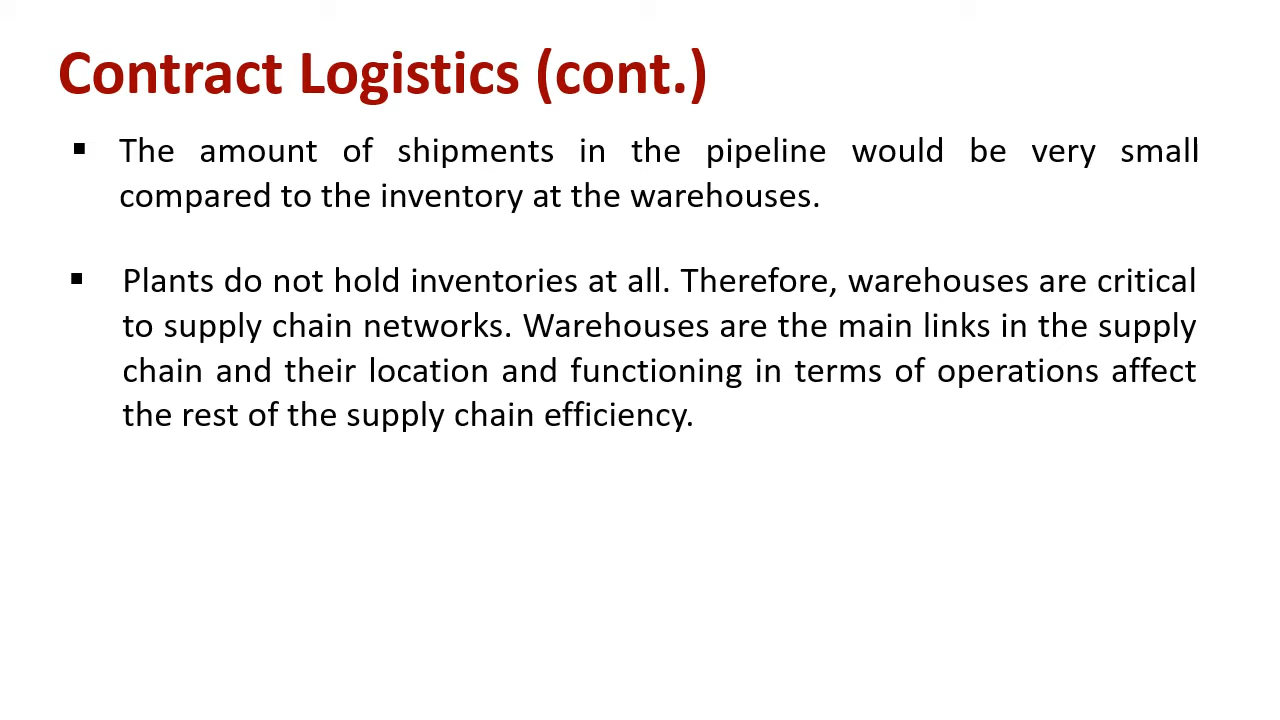 Contract Logistics (cont.)
▪ The amount of shipments in the pipeline would be very small
compared to the inventory at the warehouses.
▪ Plants do not hold inventories at all. Therefore, warehouses are critical
to supply chain networks. Warehouses are the main links in the supply
chain and their location and functioning in terms of operations affect
the rest of the supply chain efficiency.